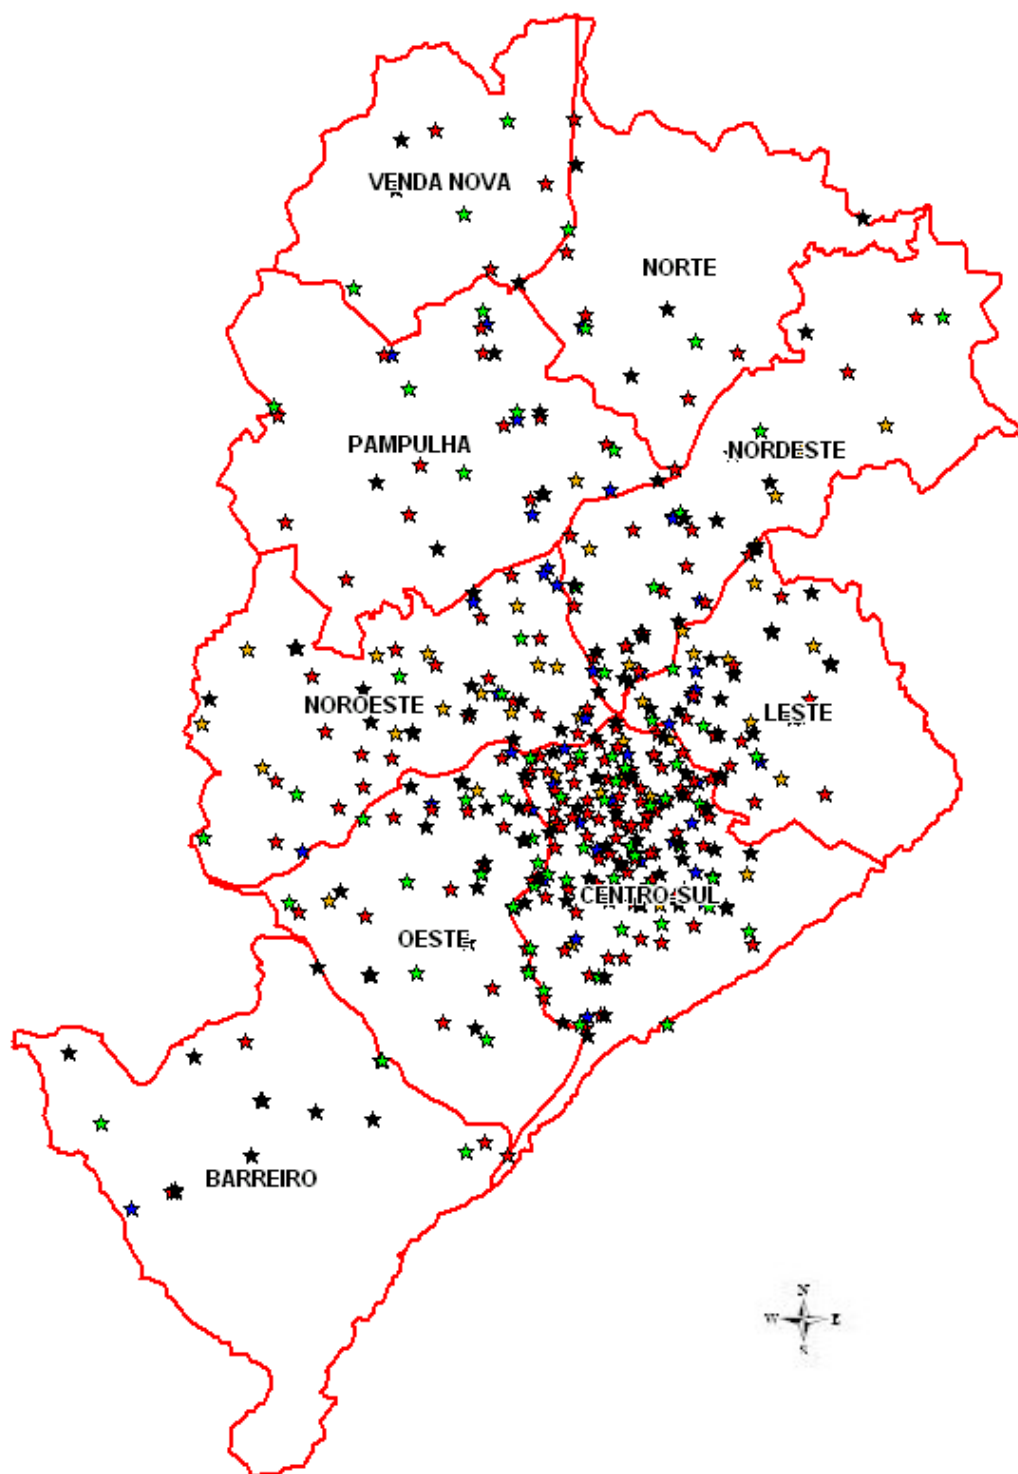 VENDA NOVA
NORTE
PAMPULHA
NORDESTE
NOROESTE
LESTE
CENTRO-SUL
OESTE
BARREIRO
N
W
E
S